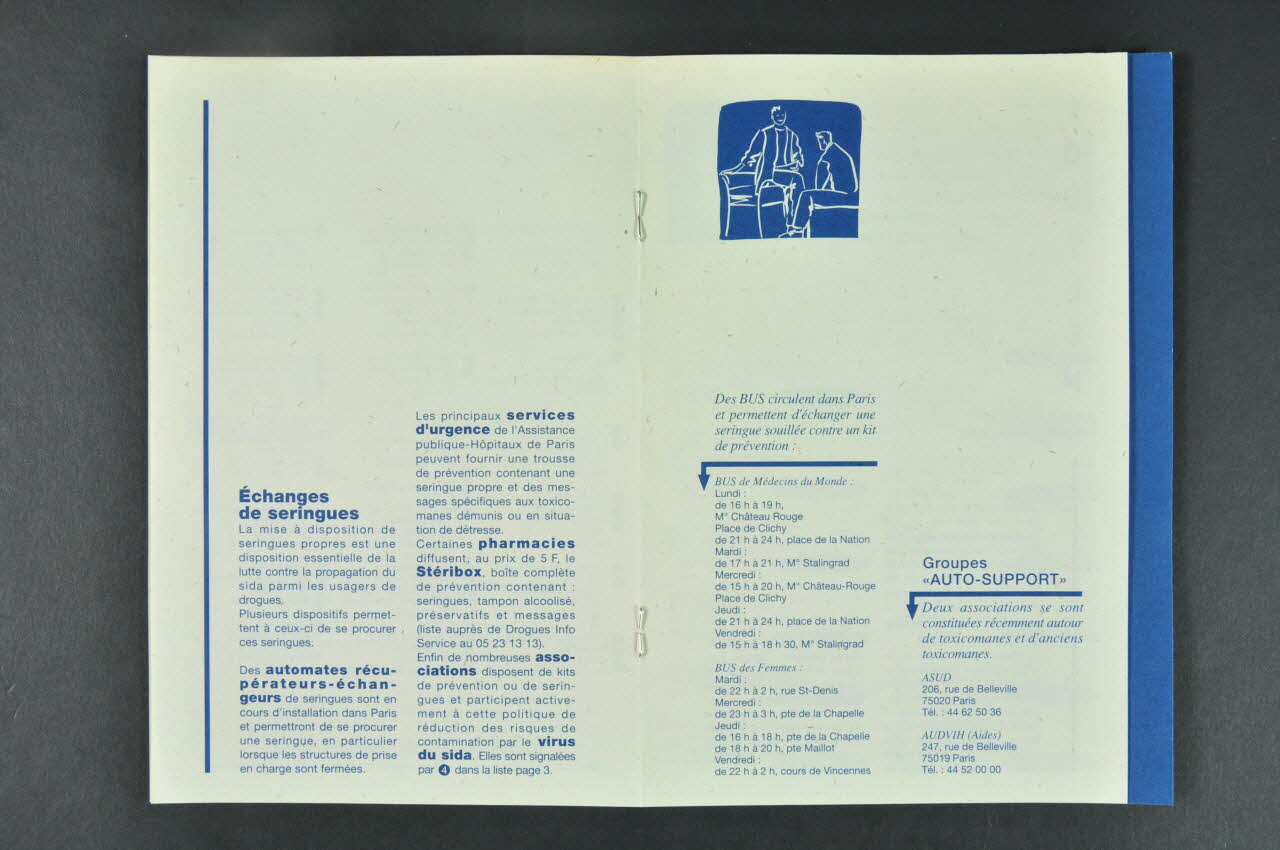 Échanges
de seringues
La mise à disposition de
seringues propres est une
disposition essentielle de la
lutte contre la propagation du
sida parmi les usagers de
drogues.
Plusieurs dispositifs permet-
tent à ceux-ci de se procurer
ces seringues.
Des automates récu-
pérateurs-échan-
geurs de seringues sont en
cours d'installation dans Paris
et permettront de se procurer
une seringue, en particulier
lorsque les structures de prise
en charge sont fermées.
Les principaux services
d'urgence de l'Assistance
publique-Hôpitaux de Paris
peuvent fournir une trousse
de prévention contenant une
seringue propre et des mes-
sages spécifiques aux toxico-
manes démunis ou en situa-
tion de détresse.
Certaines pharmacies
diffusent, au prix de 5 F, le
Stéribox, boîte complète
de prévention contenant :
seringues, tampon alcoolisé,
préservatifs et messages
(liste auprès de Drogues Info
Service au 05 23 13 13).
Enfin de nombreuses asso-
ciations disposent de kits
de prévention ou de serin-
gues et participent active-
ment à cette politique de
réduction des risques de
contamination par le virus
du sida. Elles sont signalées
par 4 dans la liste page 3.
Des BUS circulent dans Paris
et permettent d'échanger une
seringue souillée contre un kit
de prévention :
BUS de Médecins du Monde :
Lundi :
de 16 h à 19 h,
M° Château Rouge
Place de Clichy
de 21 h à 24 h, place de la Nation
Mardi :
de 17 h à 21 h, M° Stalingrad
Mercredi :
de 15 h à 20 h, M° Château-Rouge
Place de Clichy
Jeudi :
de 21 h à 24 h, place de la Nation
Vendredi :
de 15 h à 18 h 30, M° Stalingrad
BUS des Femmes :
Mardi :
de 22 h à 2 h, rue St-Denis
Mercredi :
de 23 h à 3 h, pte de la Chapelle
Jeudi :
de 16 h à 18 h, pte de la Chapelle
de 18 h à 20 h, pte Maillot
Vendredi :
de 22 h à 2 h, cours de Vincennes
Groupes
«AUTO-SUPPORT»
Deux associations se sont
constituées récemment autour
de toxicomanes et d'anciens
toxicomanes.
ASUD
206, rue de Belleville
75020 Paris
Tél. : 44 62 50 36
AUDVIH (Aides)
247, rue de Belleville
75019 Paris
Tél. : 44 52 00 00